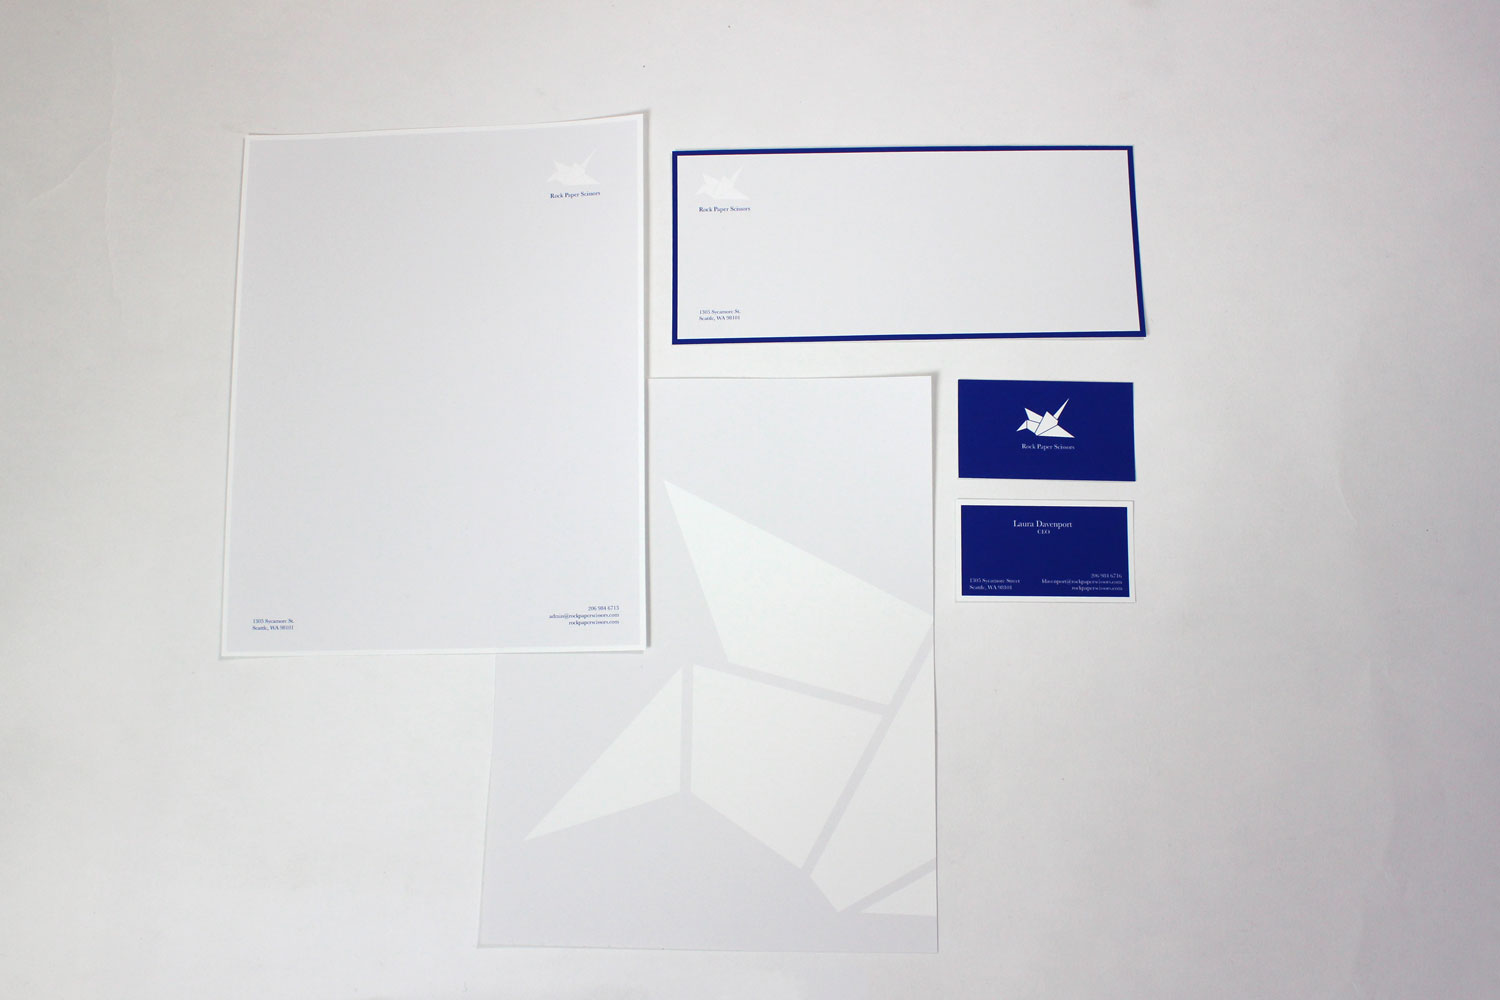 Rock Paper Scissors
1305 Sycamore St.
Seattle, WA 98101
206 984 6715
admin@rockpaperscissors.com
rockpaperscissors.com
Rock Paper Scissors
1305 Sycamore St.
Seattle, WA 98101
Rock Paper Scissors
Laura Davenport
CEO
1305 Sycamore Street
Seattle, WA 98101
206 984 6716
ldavenport@rockpaperscissors.com
rockpaperscissors.com